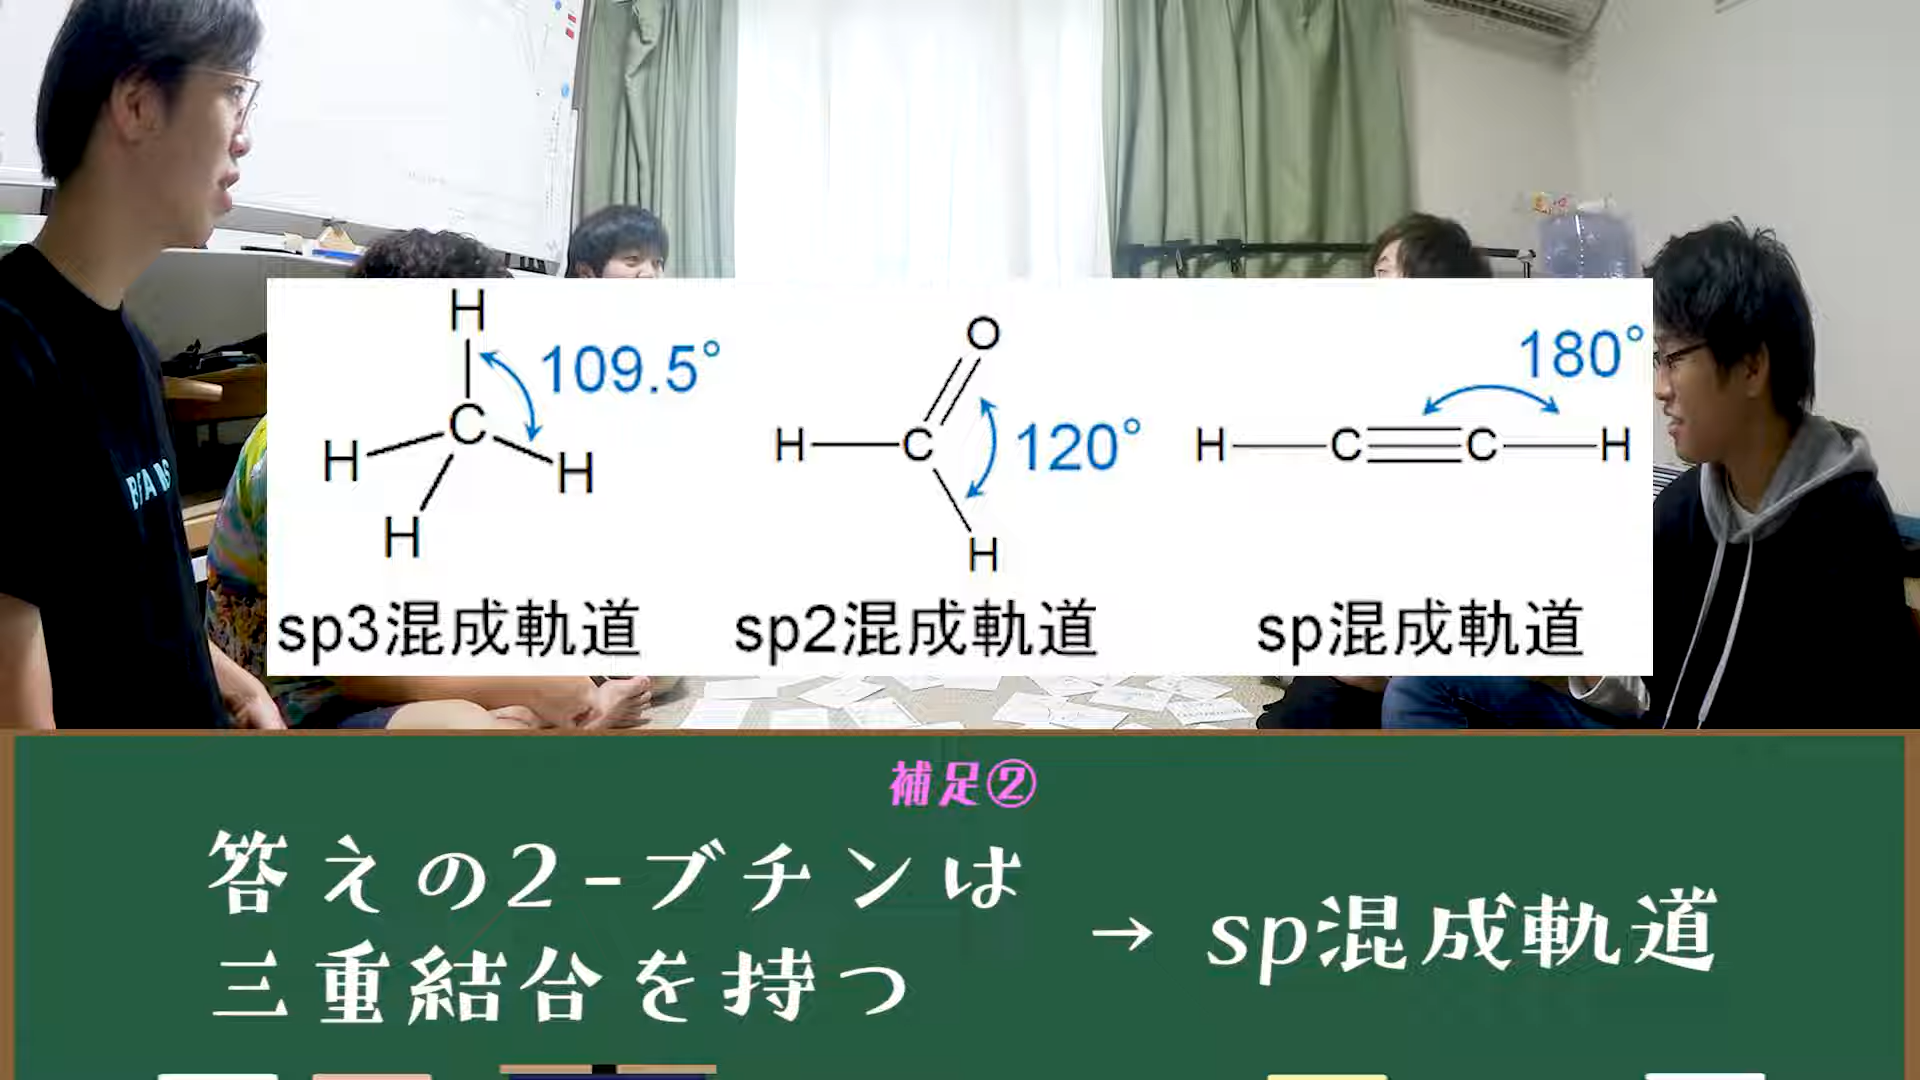 H
109.5°
C
H
H
H
sp3混成軌道
O
H
C
120°
H
sp2混成軌道
180°
H
C
C
H
sp混成軌道
補足②
答えの2-ブチンは
三重結合を持つ
→ sp混成軌道